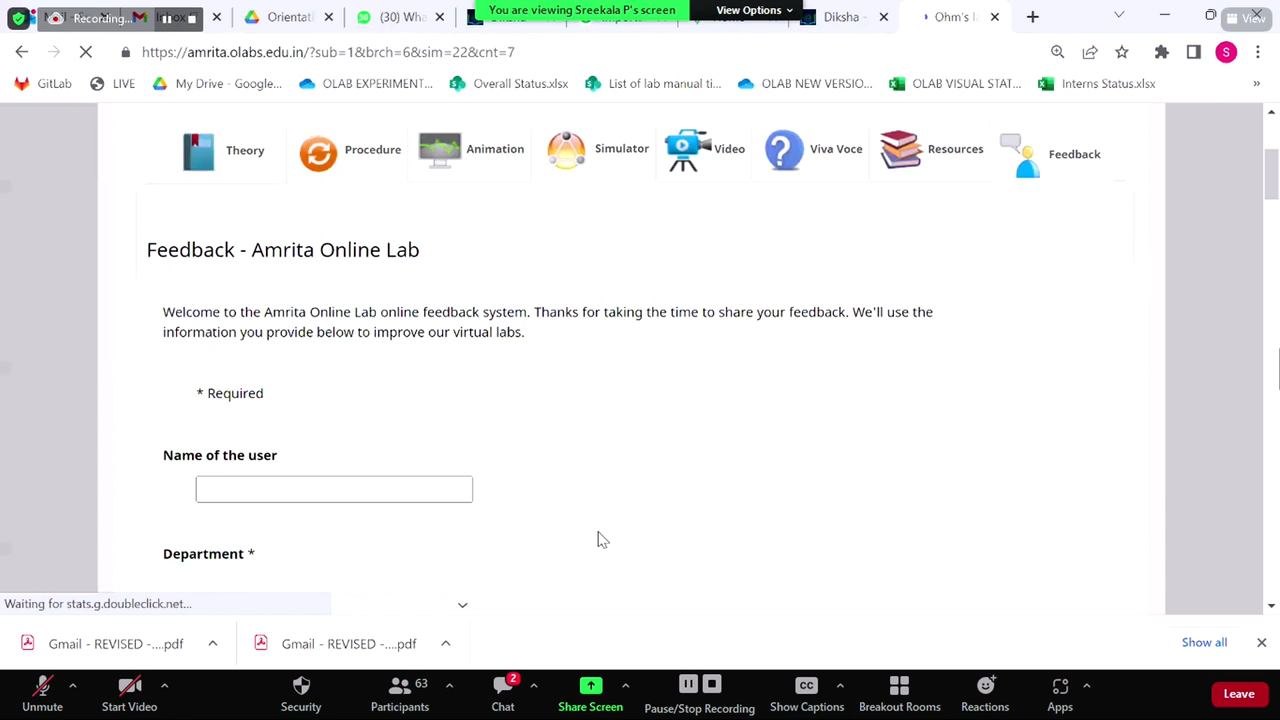 Recording...
You are viewing Sreekala P's screen
View Options
View
Orientati
(30) Wha
Diksha -
Ohm's la
https://amrita.olabs.edu.in/?sub=1&brch=6&sim=22&cnt=7
S
GitLab
LIVE
My Drive - Google...
OLAB EXPERIMENT...
Overall Status.xlsx
List of lab manual ti...
OLAB NEW VERSIO...
OLAB VISUAL STAT...
Interns Status.xlsx
»
Theory
Procedure
Animation
Simulator
Video
Viva Voce
Resources
Feedback
Feedback - Amrita Online Lab
Welcome to the Amrita Online Lab online feedback system. Thanks for taking the time to share your feedback. We'll use the
information you provide below to improve our virtual labs.
* Required
Name of the user
Department *
Waiting for stats.g.doubleclick.net...
Gmail - REVISED -....pdf
Gmail - REVISED -....pdf
Show all
Unmute
Start Video
Security
63
Participants
2
Chat
Share Screen
Pause/Stop Recording
CC
Show Captions
Breakout Rooms
Reactions
Apps
Leave